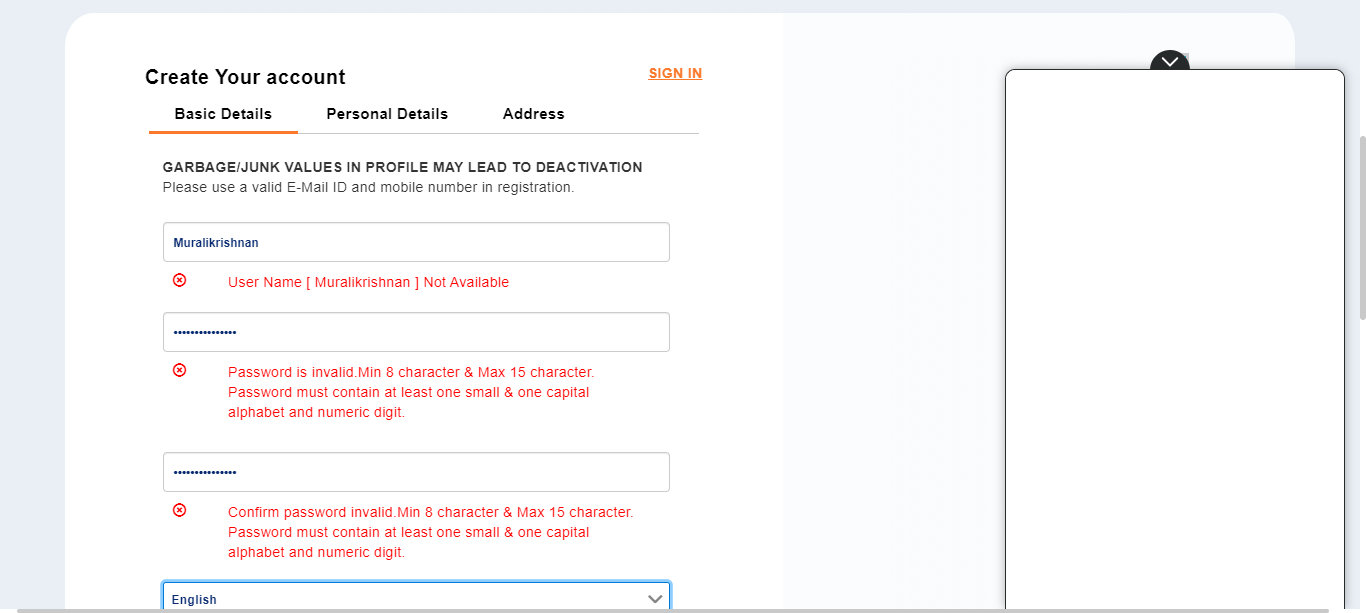 Create Your account
SIGN IN
Basic Details Personal Details Address
GARBAGE/JUNK VALUES IN PROFILE MAY LEAD TO DEACTIVATION
Please use a valid E-Mail ID and mobile number in registration.
Muralikrishnan
User Name [ Muralikrishnan ] Not Available
•••••••••••••••
Password is invalid.Min 8 character & Max 15 character.
Password must contain at least one small & one capital
alphabet and numeric digit.
•••••••••••••••
Confirm password invalid.Min 8 character & Max 15 character.
Password must contain at least one small & one capital
alphabet and numeric digit.
English